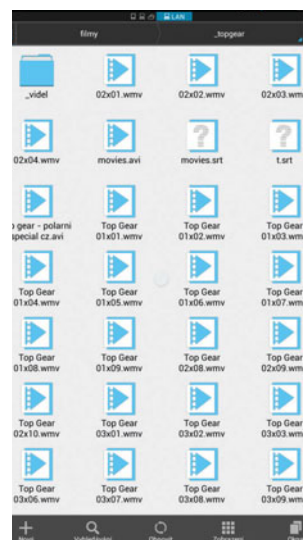 LAN
filmy
_topgear
_videl
02x01.wmv
02x02.wmv
02x03.wm
02x04.wmv
movies.avi
movies.srt
t.srt
p gear - polarni
special cz.avi
Top Gear
01x01.wmv
Top Gear
01x02.wmv
Top Gear
01x03.wm
Top Gear
01x04.wmv
Top Gear
01x05.wmv
Top Gear
01x06.wmv
Top Gear
01x07.wm
Top Gear
01x08.wmv
Top Gear
01x09.wmv
Top Gear
02x08.wmv
Top Gear
02x09.wm
Top Gear
02x10.wmv
Top Gear
03x01.wmv
Top Gear
03x02.wmv
Top Gear
03x03.wm
Top Gear
03x06.wmv
Top Gear
03x07.wmv
Top Gear
03x08.wmv
Top Gear
03x09.wm